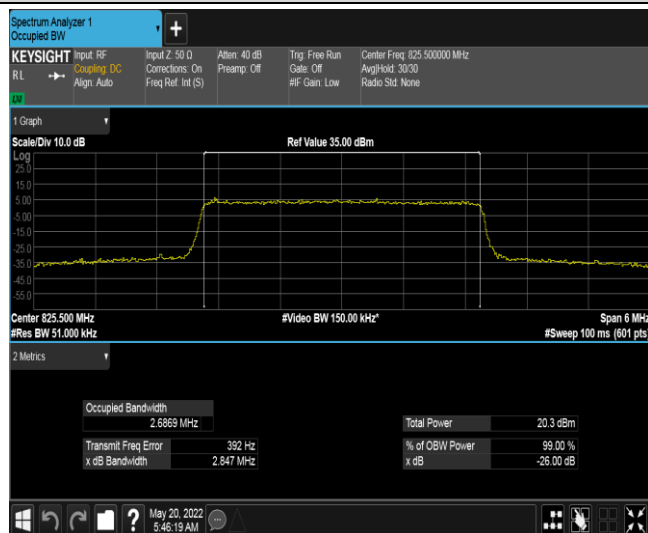 Spectrum Analyzer 1
Occupied BW
+
KEYSIGHT Input: RF Input Z: 50 Ω Atten: 40 dB Trig: Free Run Center Freq: 825.500000 MHz
RL Coupling: DC Corrections: On Preamp: Off Gate: Off Avg|Hold: 30/30
Align: Auto Freq Ref: Int (S) #IF Gain: Low Radio Std: None
1 Graph
Scale/Div 10.0 dB Ref Value 35.00 dBm
Log
25.0
15.0
5.00
-5.00
-15.0
-25.0
-35.0
-45.0
-55.0
Center 825.500 MHz #Video BW 150.00 kHz* Span 6 MHz
#Res BW 51.000 kHz #Sweep 100 ms (601 pts)
2 Metrics
Occupied Bandwidth
2.6869 MHz Total Power 20.3 dBm
Transmit Freq Error 392 Hz % of OBW Power 99.00 %
x dB Bandwidth 2.847 MHz x dB -26.00 dB
? May 20, 2022
5:46:19 AM